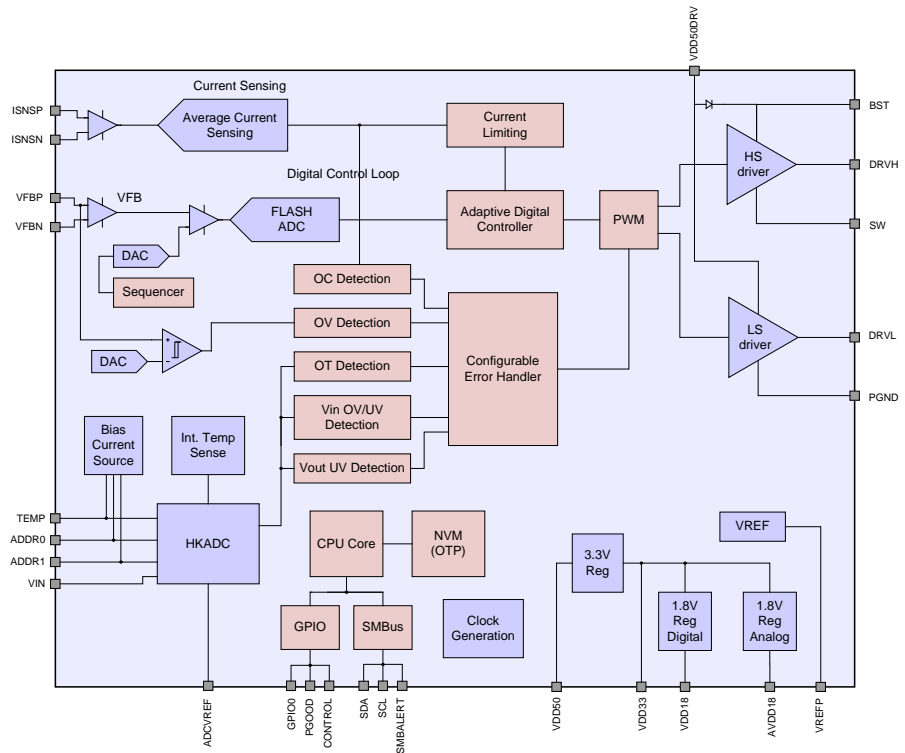 VDD50DRV
Current Sensing
ISNSP
ISNSN
Average Current
Sensing
Current
Limiting
BST
HS
driver
DRVH
SW
Digital Control Loop
VFBP
VFBN
VFB
FLASH
ADC
Adaptive Digital
Controller
PWM
DAC
Sequencer
OC Detection
OV Detection
OT Detection
Vin OV/UV
Detection
Vout UV Detection
Configurable
Error Handler
LS
driver
DRVL
PGND
DAC
+
-
Bias
Current
Source
Int. Temp
Sense
TEMP
ADDR0
ADDR1
VIN
HKADC
CPU Core
NVM
(OTP)
GPIO
SMBus
Clock
Generation
3.3V
Reg
VREF
1.8V
Reg
Digital
1.8V
Reg
Analog
ADCVREF
GPIO0
PGOOD
CONTROL
SDA
SCL
SMBALERT
VDD50
VDD33
VDD18
AVDD18
VREFP